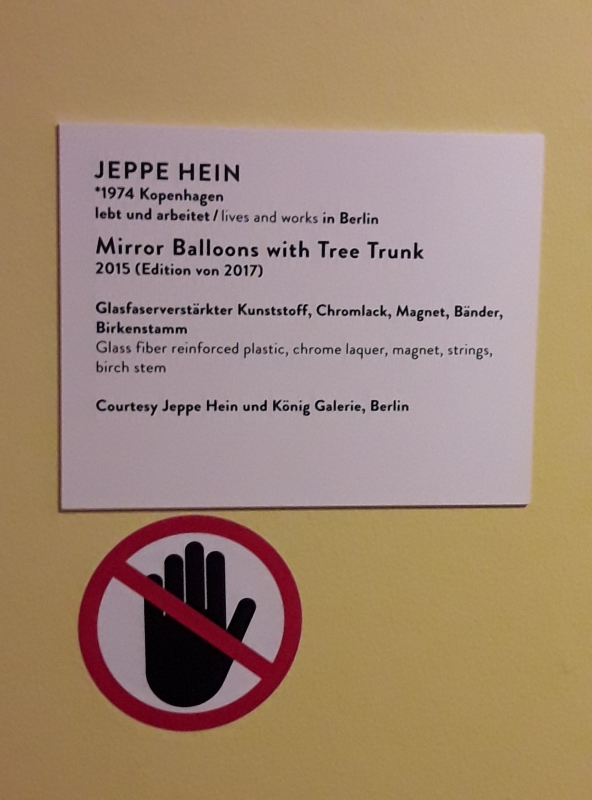 JEPPE HEIN
*1974 Kopenhagen
lebt und arbeitet / lives and works in Berlin
Mirror Balloons with Tree Trunk
2015 (Edition von 2017)
Glasfaserverstärkter Kunststoff, Chromlack, Magnet, Bänder,
Birkenstamm
Glass fiber reinforced plastic, chrome laquer, magnet, strings,
birch stem
Courtesy Jeppe Hein und König Galerie, Berlin